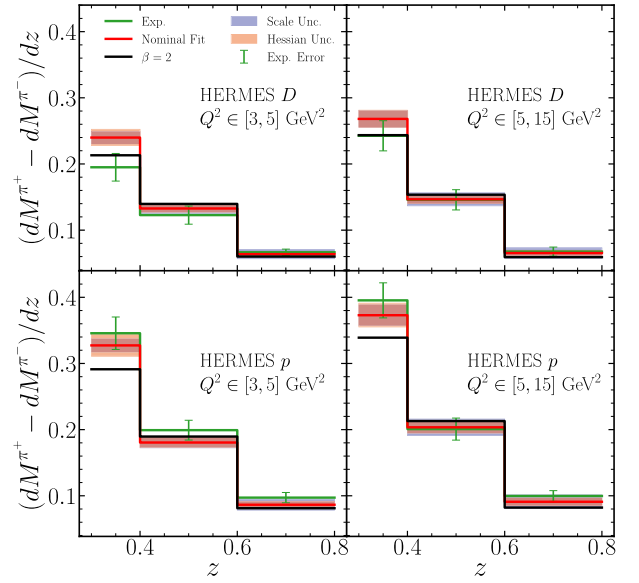 Exp.
Nominal Fit
β = 2
Scale Unc.
Hessian Unc.
Exp. Error
HERMES D
Q² ∈ [3, 5] GeV²
HERMES D
Q² ∈ [5, 15] GeV²
(dM^{π⁺} − dM^{π⁻})/dz
0.4
0.3
0.2
0.1
HERMES p
Q² ∈ [3, 5] GeV²
HERMES p
Q² ∈ [5, 15] GeV²
(dM^{π⁺} − dM^{π⁻})/dz
0.4
0.3
0.2
0.1
0.4 0.6 0.8
0.4 0.6 0.8
z
z